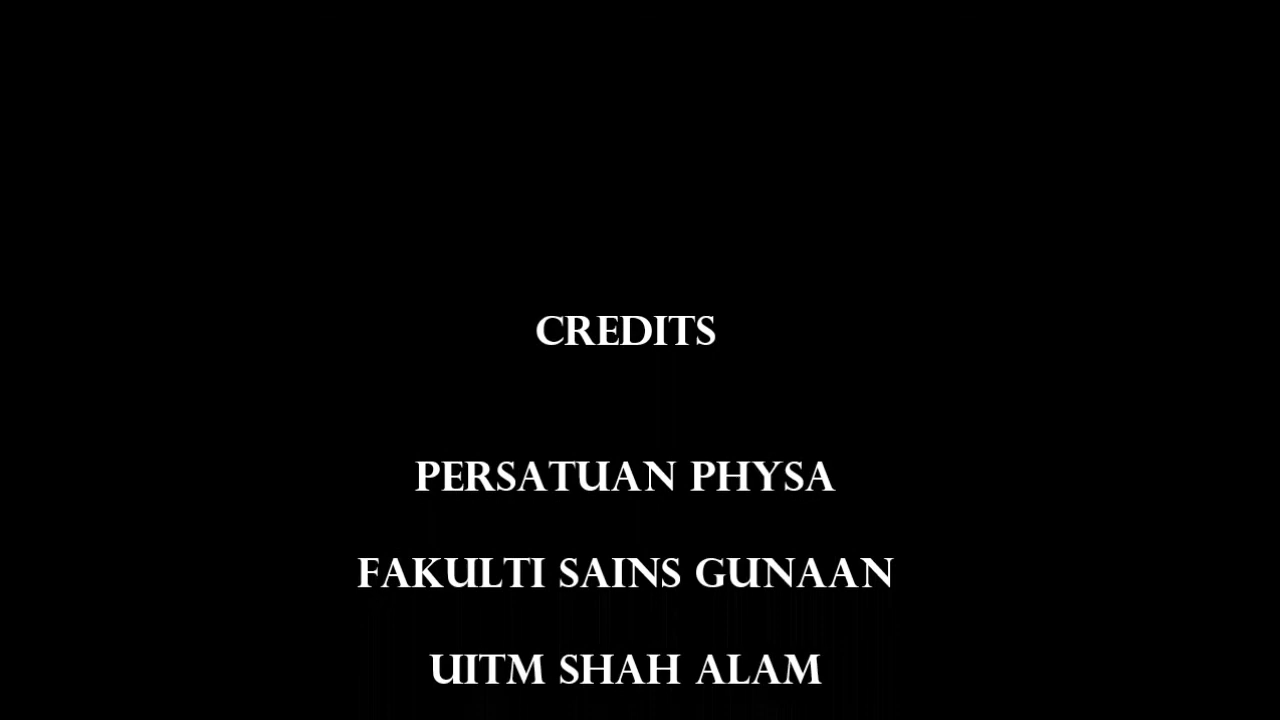 CREDITS
PERSATUAN PHYSA
FAKULTI SAINS GUNAAN
UITM SHAH ALAM